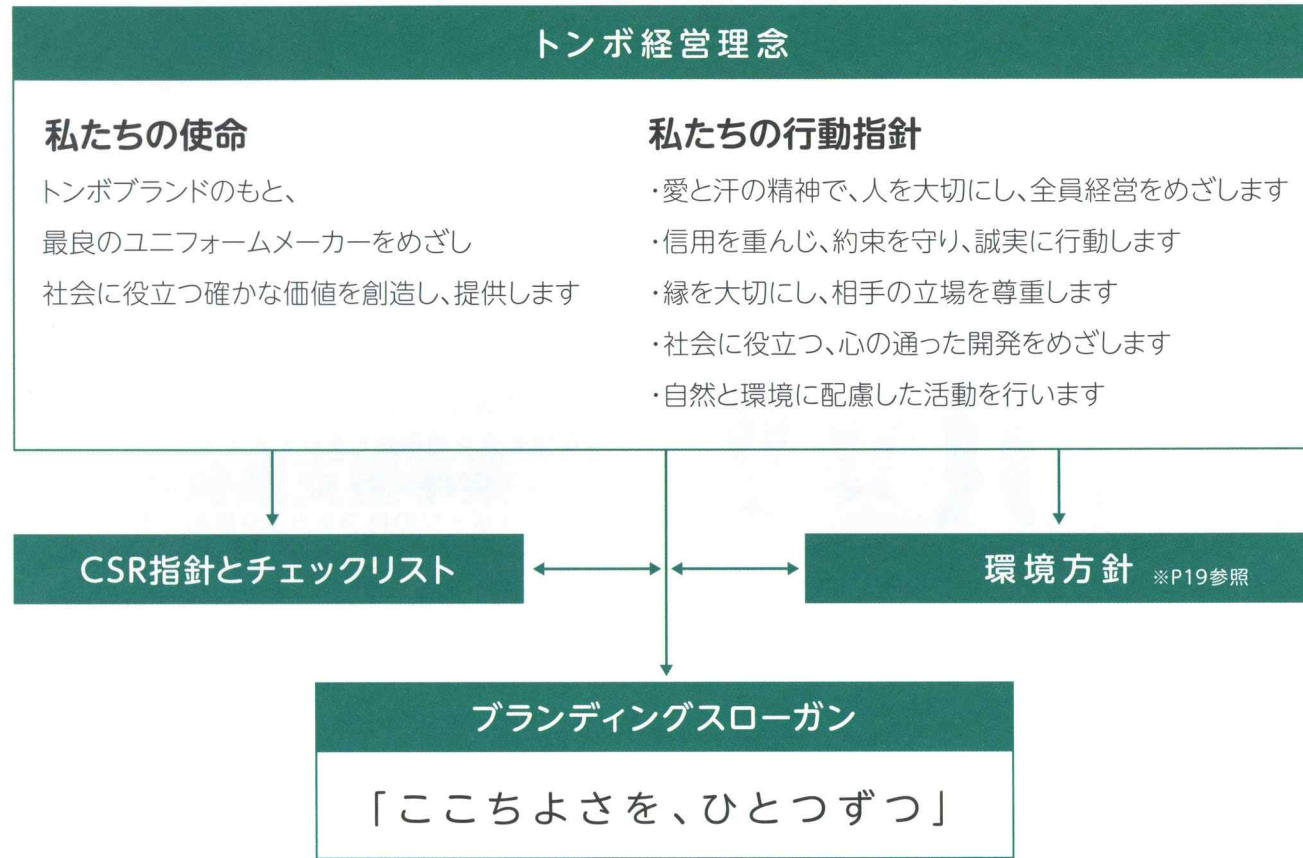 トンボ経営理念
私たちの使命
トンボブランドのもと、
最良のユニフォームメーカーをめざし
社会に役立つ確かな価値を創造し、提供します
私たちの行動指針
・愛と汗の精神で、人を大切にし、全員経営をめざします
・信用を重んじ、約束を守り、誠実に行動します
・縁を大切にし、相手の立場を尊重します
・社会に役立つ、心の通った開発をめざします
・自然と環境に配慮した活動を行います
CSR指針とチェックリスト
環境方針 ※P19参照
ブランディングスローガン
「ここちよさを、ひとつずつ」